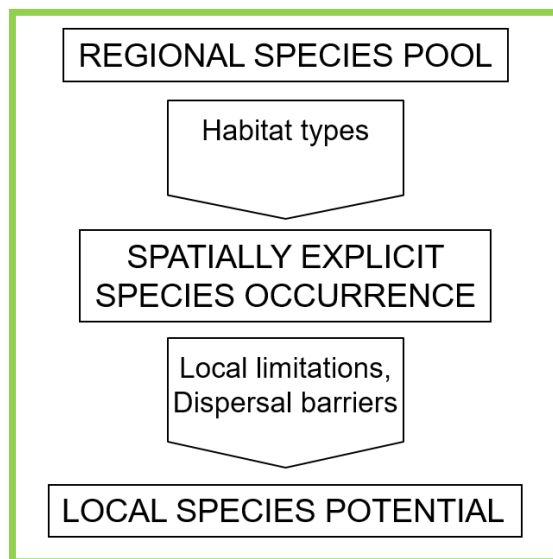 REGIONAL SPECIES POOL
Habitat types
SPATIALLY EXPLICIT
SPECIES OCCURRENCE
Local limitations,
Dispersal barriers
LOCAL SPECIES POTENTIAL